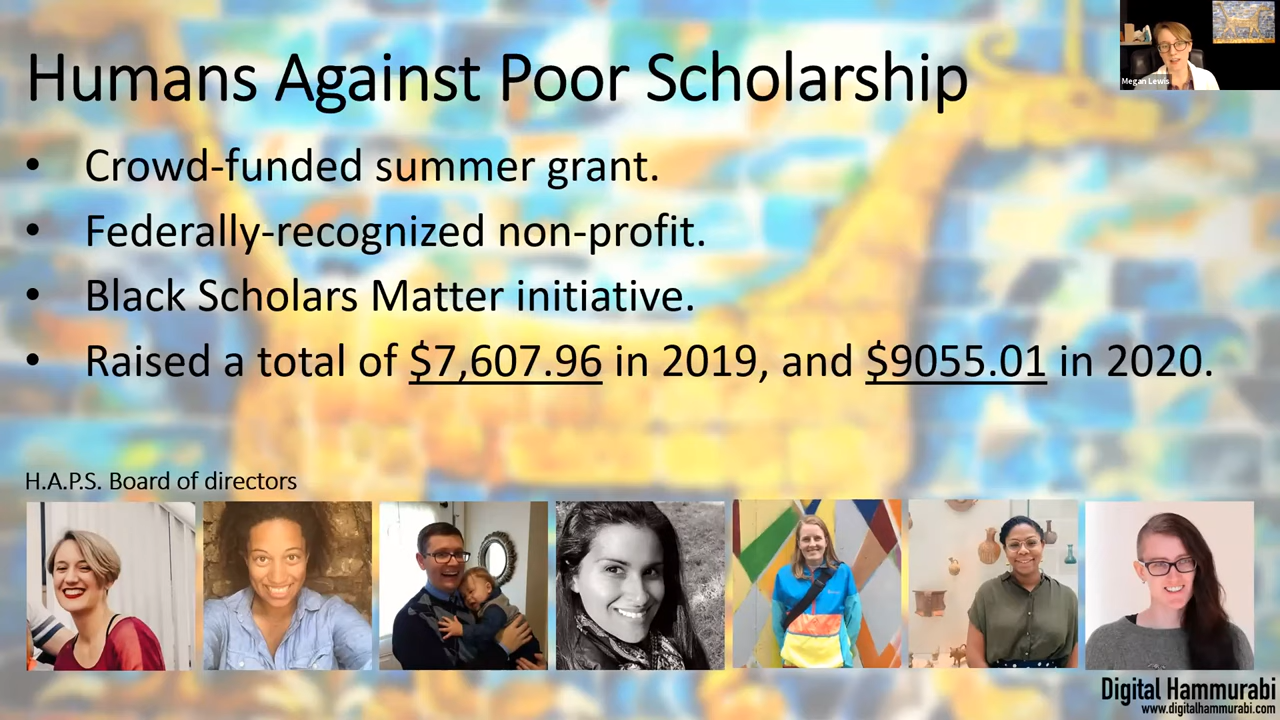 Humans Against Poor Scholarship
Megan Lewis
• Crowd-funded summer grant.
• Federally-recognized non-profit.
• Black Scholars Matter initiative.
• Raised a total of $7,607.96 in 2019, and $9055.01 in 2020.
H.A.P.S. Board of directors
Digital Hammurabi
www.digitalhammurabi.com